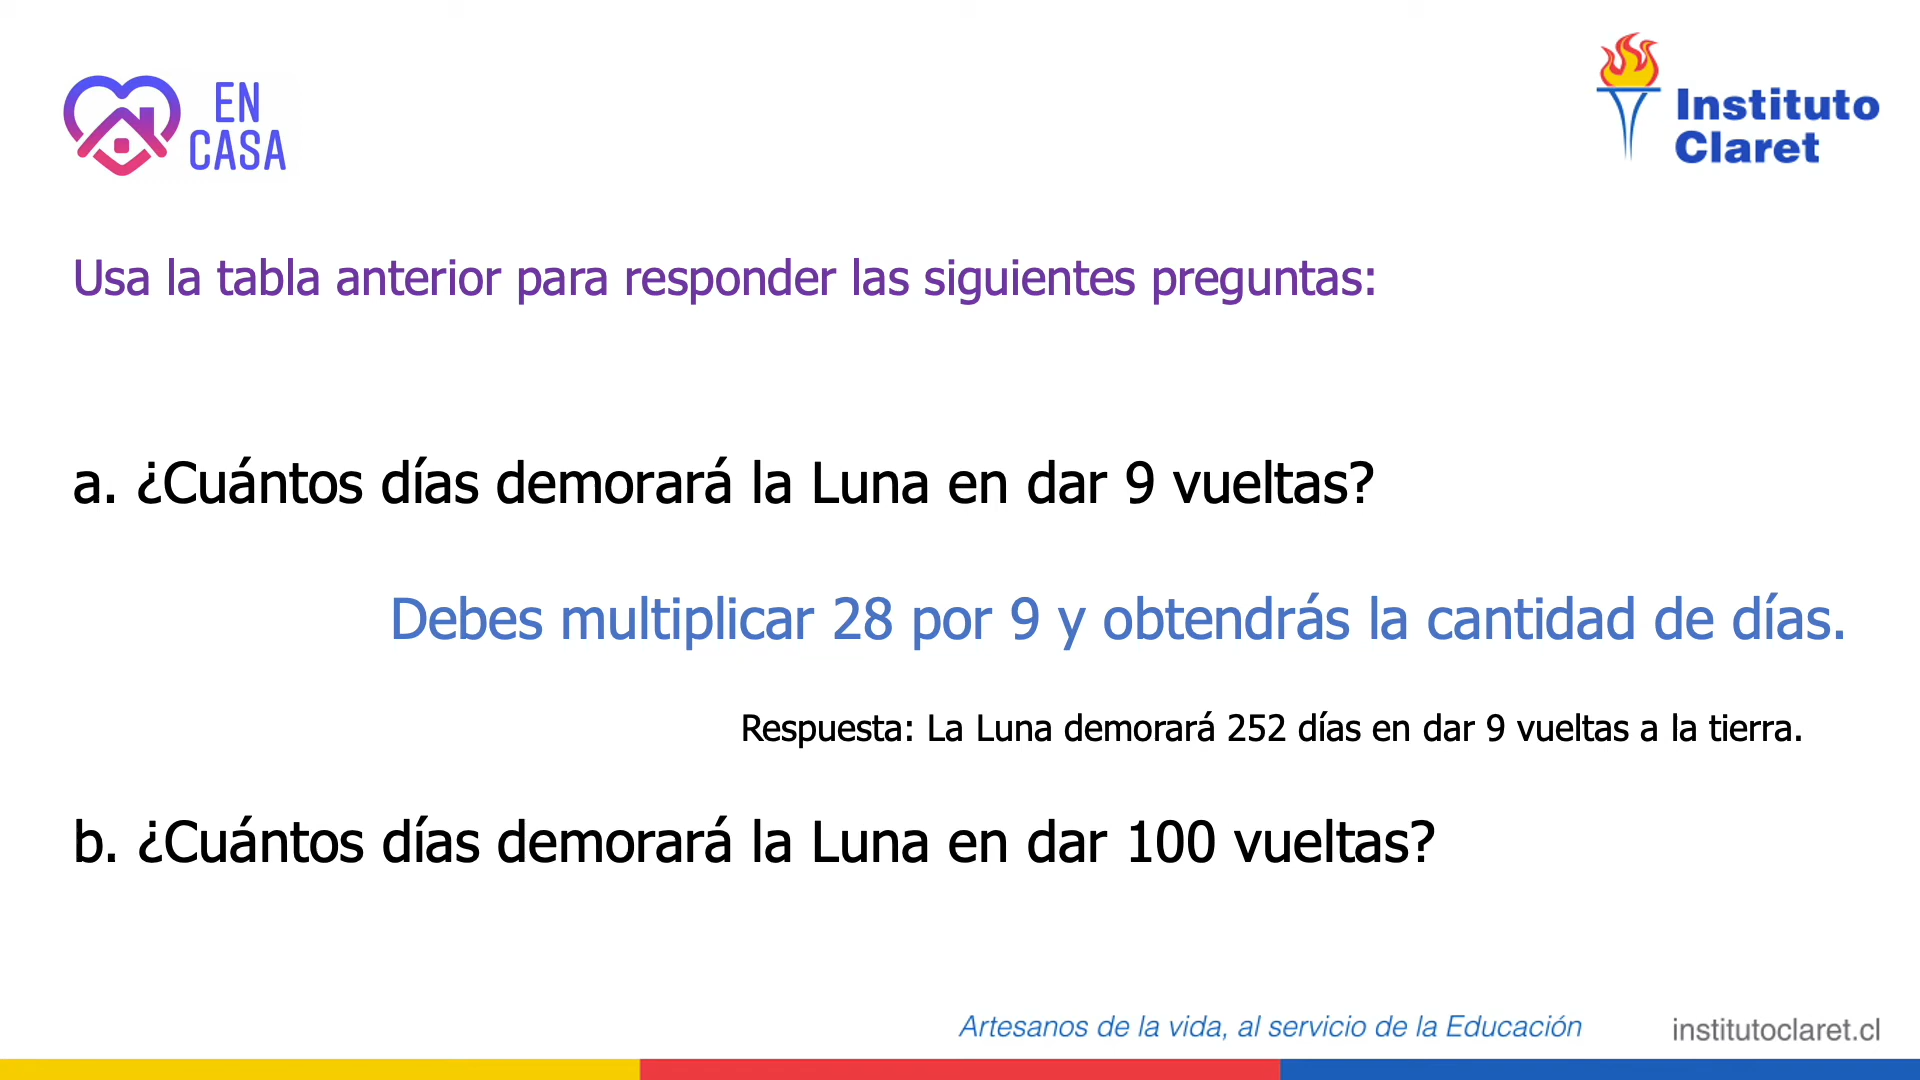 EN
CASA
Instituto
Claret
Usa la tabla anterior para responder las siguientes preguntas:
a. ¿Cuántos días demorará la Luna en dar 9 vueltas?
Debes multiplicar 28 por 9 y obtendrás la cantidad de días.
Respuesta: La Luna demorará 252 días en dar 9 vueltas a la tierra.
b. ¿Cuántos días demorará la Luna en dar 100 vueltas?
Artesanos de la vida, al servicio de la Educación
institutoclaret.cl